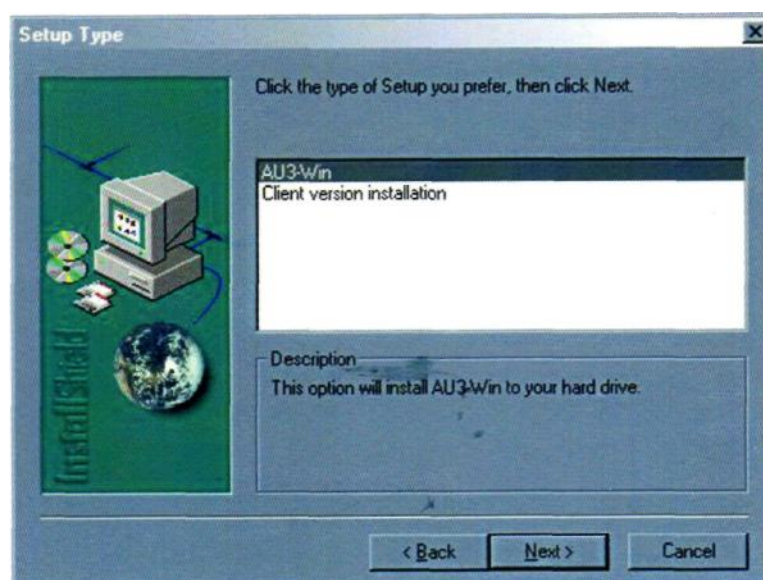 Setup Type
Click the type of Setup you prefer, then click Next.
AU3-Win
Client version installation
InstallShield
Description
This option will install AU3-Win to your hard drive.
< Back
Next >
Cancel